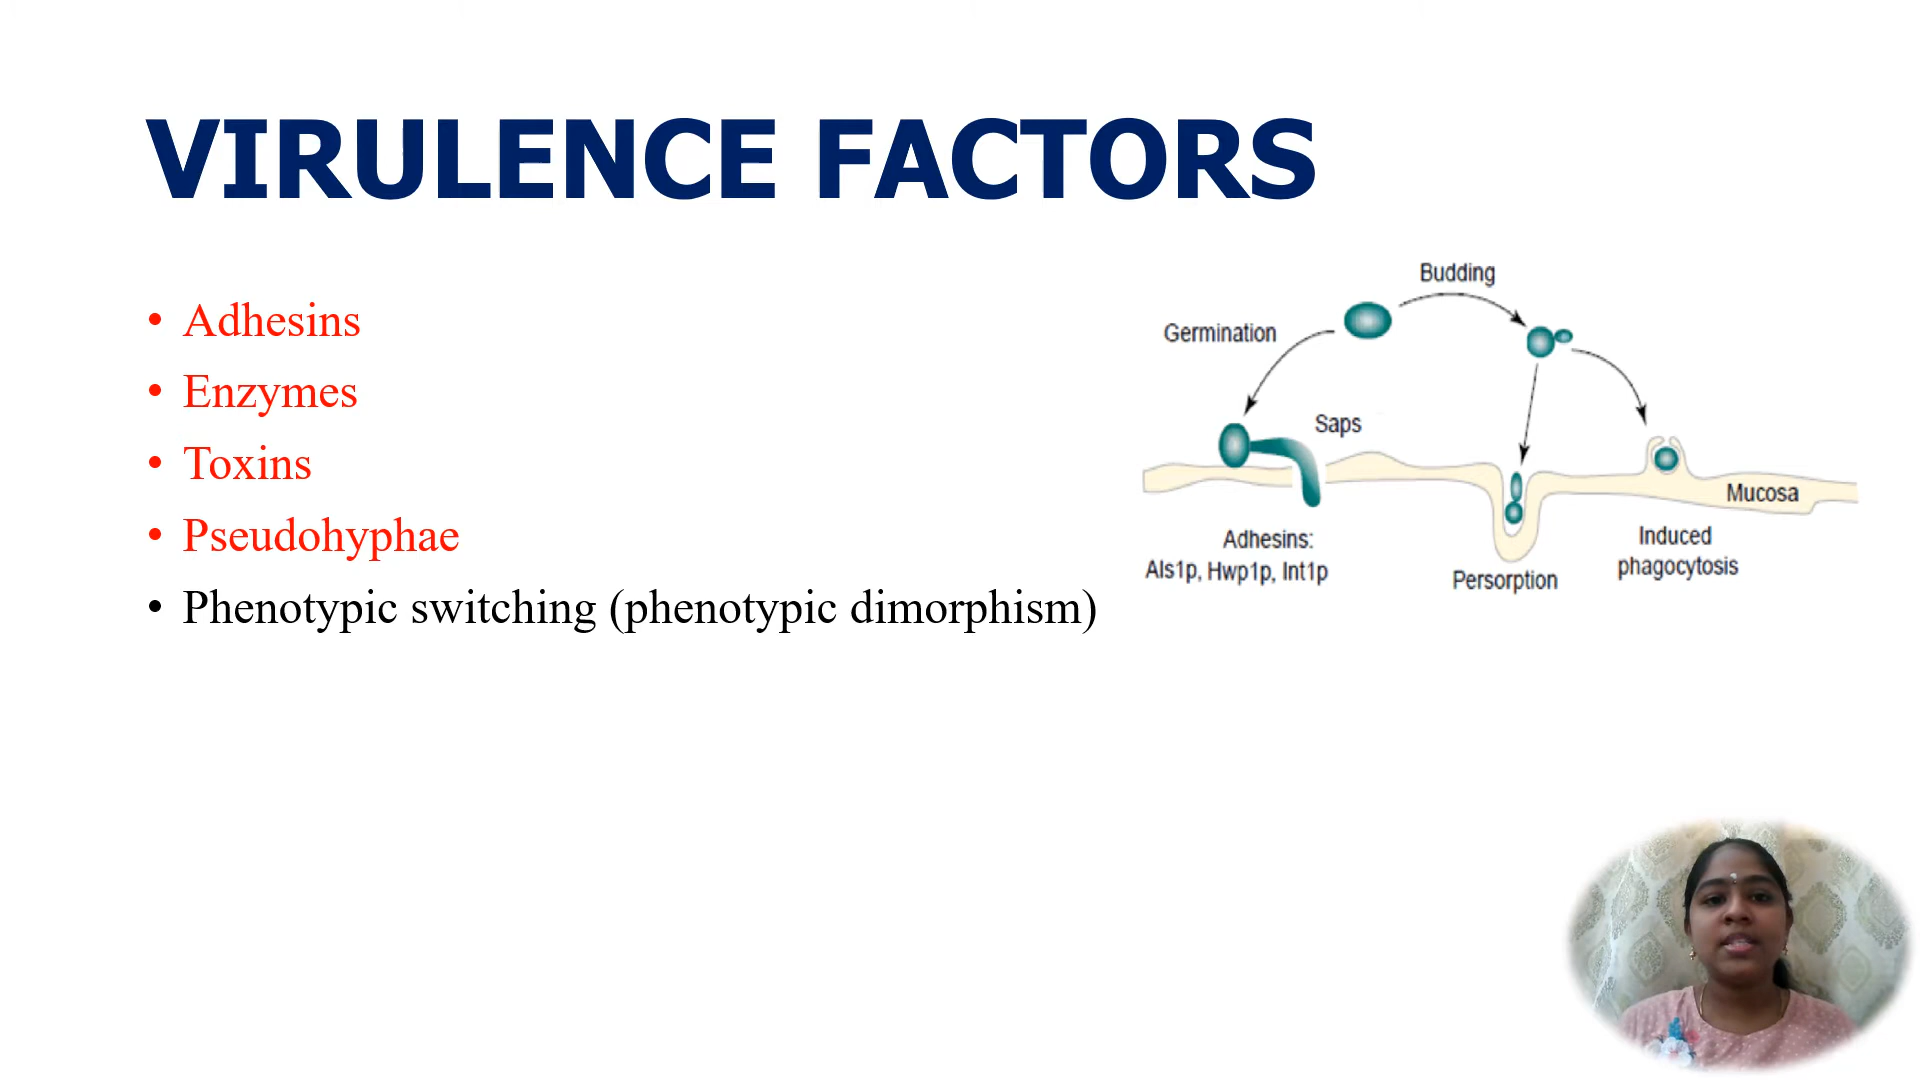 VIRULENCE FACTORS
• Adhesins
• Enzymes
• Toxins
• Pseudohyphae
• Phenotypic switching (phenotypic dimorphism)
Budding
Germination
Saps
Mucosa
Adhesins:
Als1p, Hwp1p, Int1p
Persorption
Induced
phagocytosis